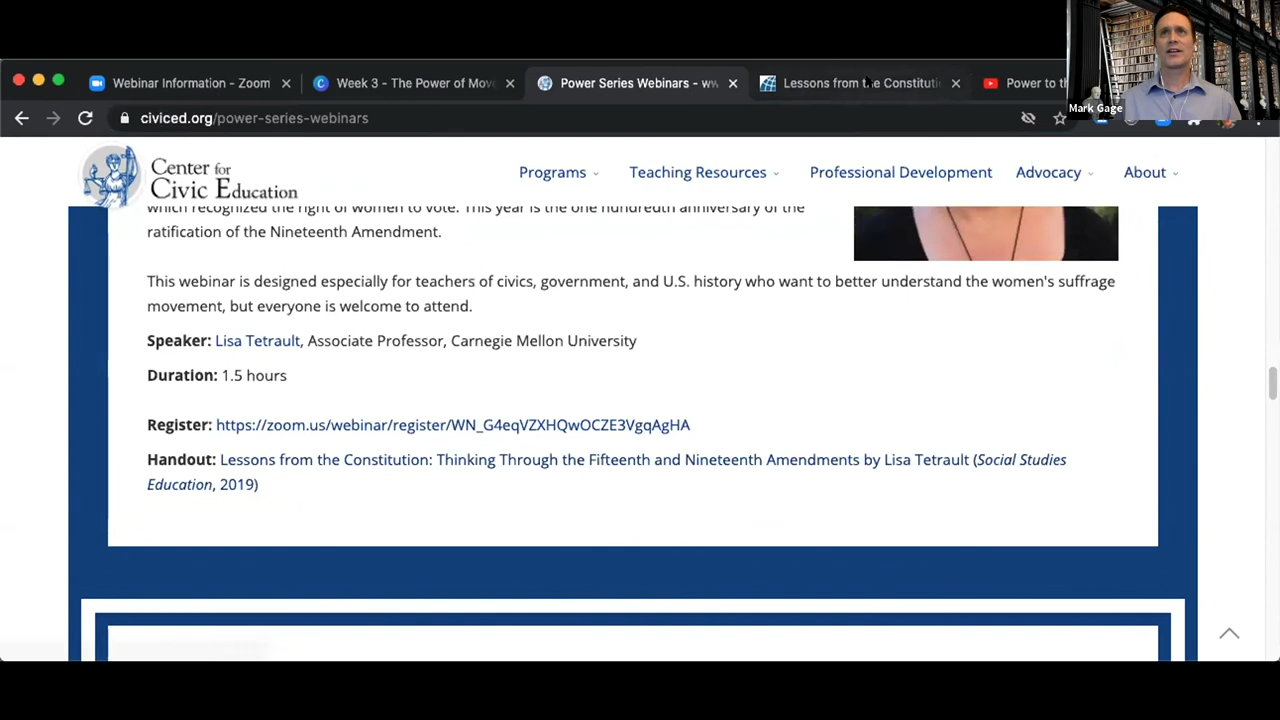 Mark Gage
Webinar Information - Zoom
Week 3 - The Power of Mov
Power Series Webinars - ww
Lessons from the Constituti
Power to th
civiced.org/power-series-webinars
Center for
Civic Education
Programs
Teaching Resources
Professional Development
Advocacy
About
which recognized the right of women to vote. This year is the one hundredth anniversary of the
ratification of the Nineteenth Amendment.
This webinar is designed especially for teachers of civics, government, and U.S. history who want to better understand the women's suffrage
movement, but everyone is welcome to attend.
Speaker: Lisa Tetrault, Associate Professor, Carnegie Mellon University
Duration: 1.5 hours
Register: https://zoom.us/webinar/register/WN_G4eqVZXHQwOCZE3VgqAgHA
Handout: Lessons from the Constitution: Thinking Through the Fifteenth and Nineteenth Amendments by Lisa Tetrault (Social Studies
Education, 2019)